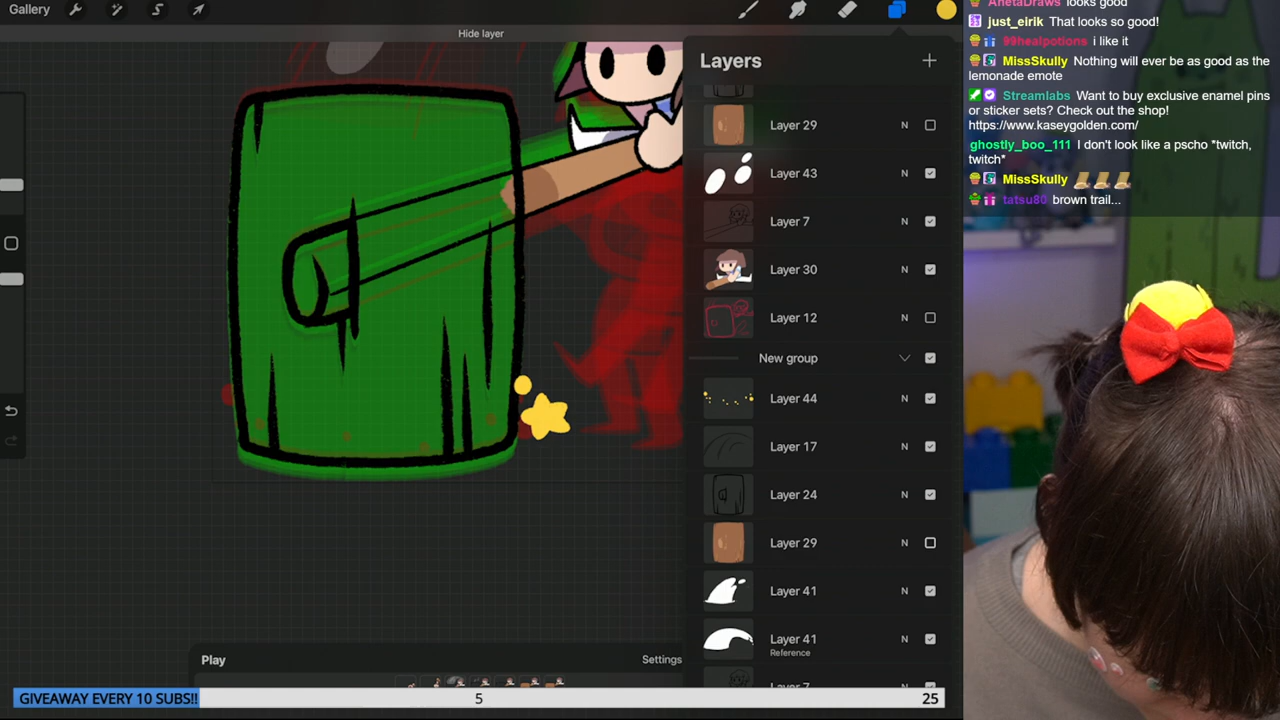 Gallery
Hide layer
Layers
Layer 29 N
Layer 43 N
Layer 7 N
Layer 30 N
Layer 12 N
New group
Layer 44 N
Layer 17 N
Layer 24 N
Layer 29 N
Layer 41 N
Layer 41 N
Reference
Layer 7
Play Settings
GIVEAWAY EVERY 10 SUBS!! 5 25
AnetaDraws looks good
just_eirik That looks so good!
99healpotions i like it
MissSkully Nothing will ever be as good as the
lemonade emote
Streamlabs Want to buy exclusive enamel pins
or sticker sets? Check out the shop!
https://www.kaseygolden.com/
ghostly_boo_111 I don't look like a pscho *twitch,
twitch*
MissSkully
tatsu80 brown trail...